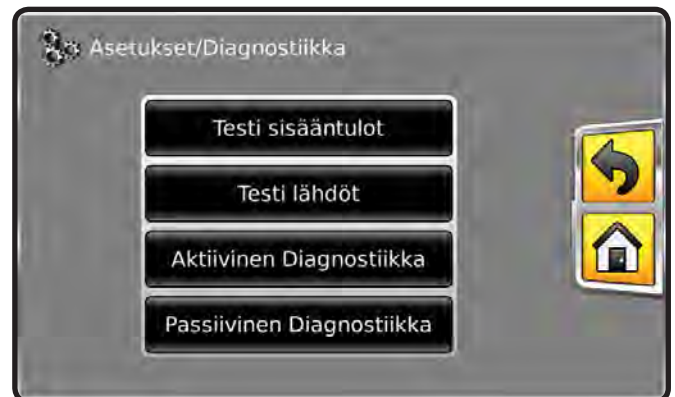 Asetukset/Diagnostiikka
Testi sisääntulot
Testi lähdöt
Aktiivinen Diagnostiikka
Passiivinen Diagnostiikka